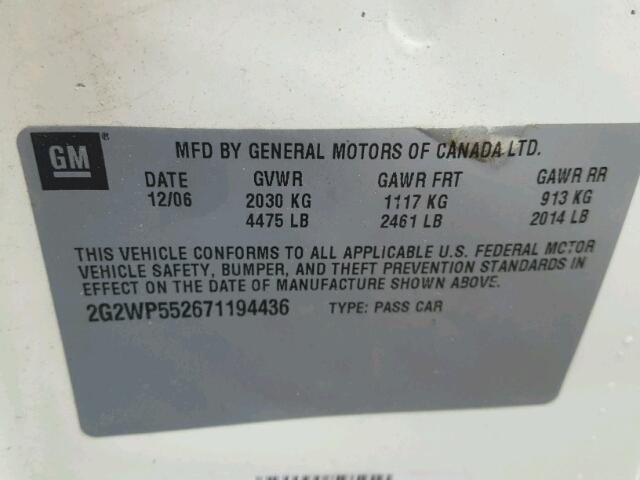 GM ®
MFD BY GENERAL MOTORS OF CANADA LTD.
DATE GVWR GAWR FRT GAWR RR
12/06 2030 KG 1117 KG 913 KG
4475 LB 2461 LB 2014 LB
THIS VEHICLE CONFORMS TO ALL APPLICABLE U.S. FEDERAL MOTOR
VEHICLE SAFETY, BUMPER, AND THEFT PREVENTION STANDARDS IN
EFFECT ON THE DATE OF MANUFACTURE SHOWN ABOVE.
2G2WP552671194436 TYPE: PASS CAR